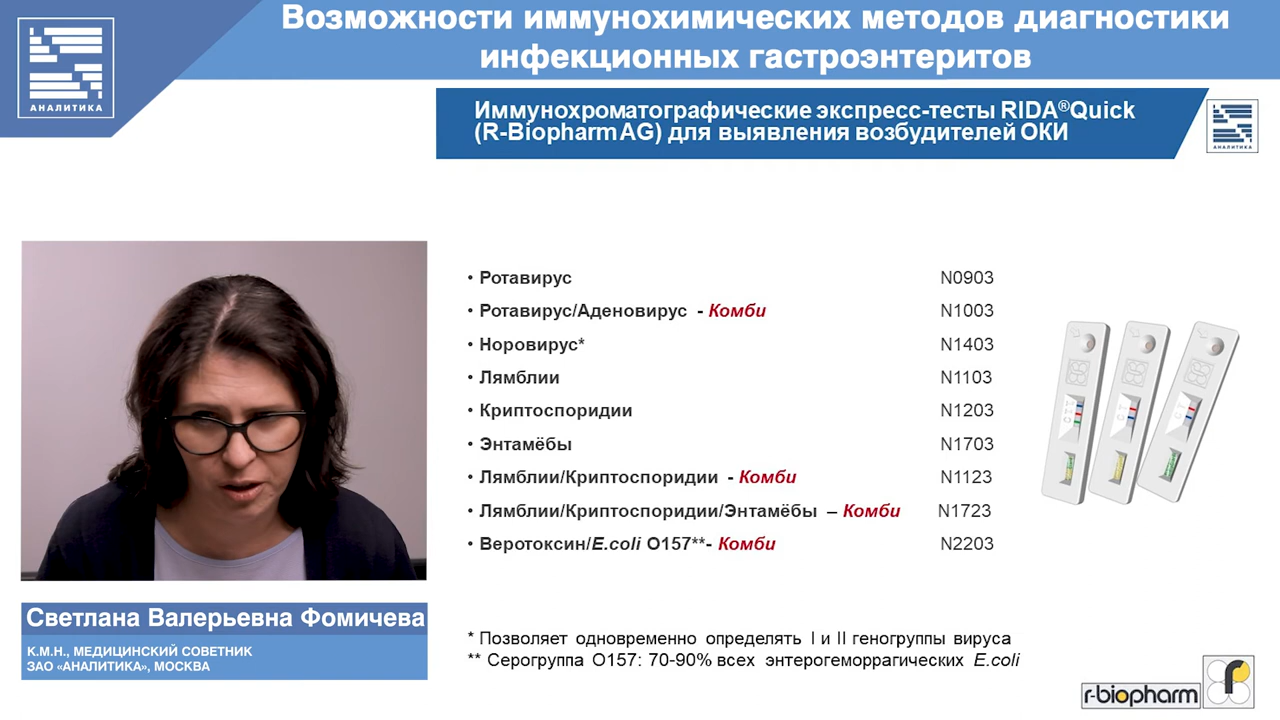 Возможности иммунохимических методов диагностики
инфекционных гастроэнтеритов
АНАЛИТИКА
Иммунохроматографические экспресс-тесты RIDA®Quick
(R-Biopharm AG) для выявления возбудителей ОКИ
АНАЛИТИКА
• Ротавирус N0903
• Ротавирус/Аденовирус - Комби N1003
• Норовирус* N1403
• Лямблии N1103
• Криптоспоридии N1203
• Энтамёбы N1703
• Лямблии/Криптоспоридии - Комби N1123
• Лямблии/Криптоспоридии/Энтамёбы – Комби N1723
• Веротоксин/E.coli O157**- Комби N2203
Светлана Валерьевна Фомичева
К.М.Н., МЕДИЦИНСКИЙ СОВЕТНИК
ЗАО «АНАЛИТИКА», МОСКВА
* Позволяет одновременно определять I и II геногруппы вируса
** Серогруппа О157: 70-90% всех энтерогеморрагических E.coli
r-biopharm
r